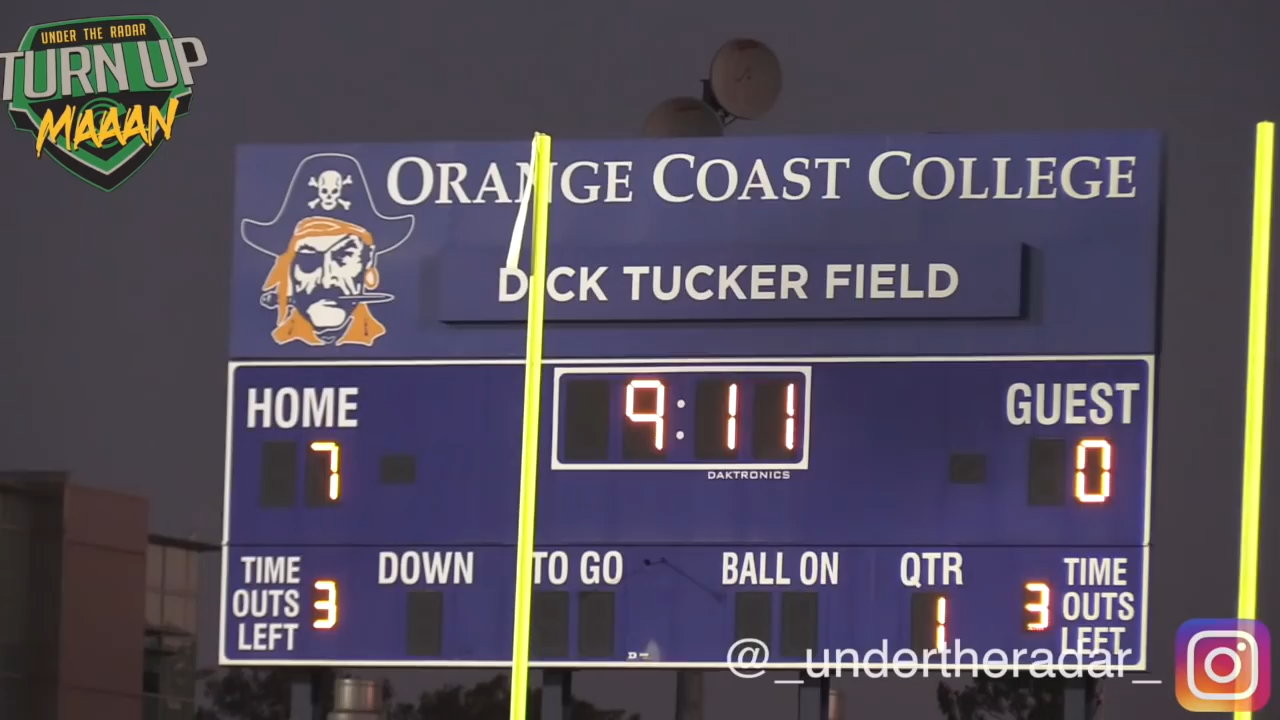 UNDER THE RADAR
TURN UP
MAAAN
ORANGE COAST COLLEGE
DICK TUCKER FIELD
HOME
9:11
GUEST
7
DAKTRONICS
0
TIME OUTS LEFT
3
DOWN
TO GO
BALL ON
QTR
1
3
TIME OUTS LEFT
@_undertheradar_